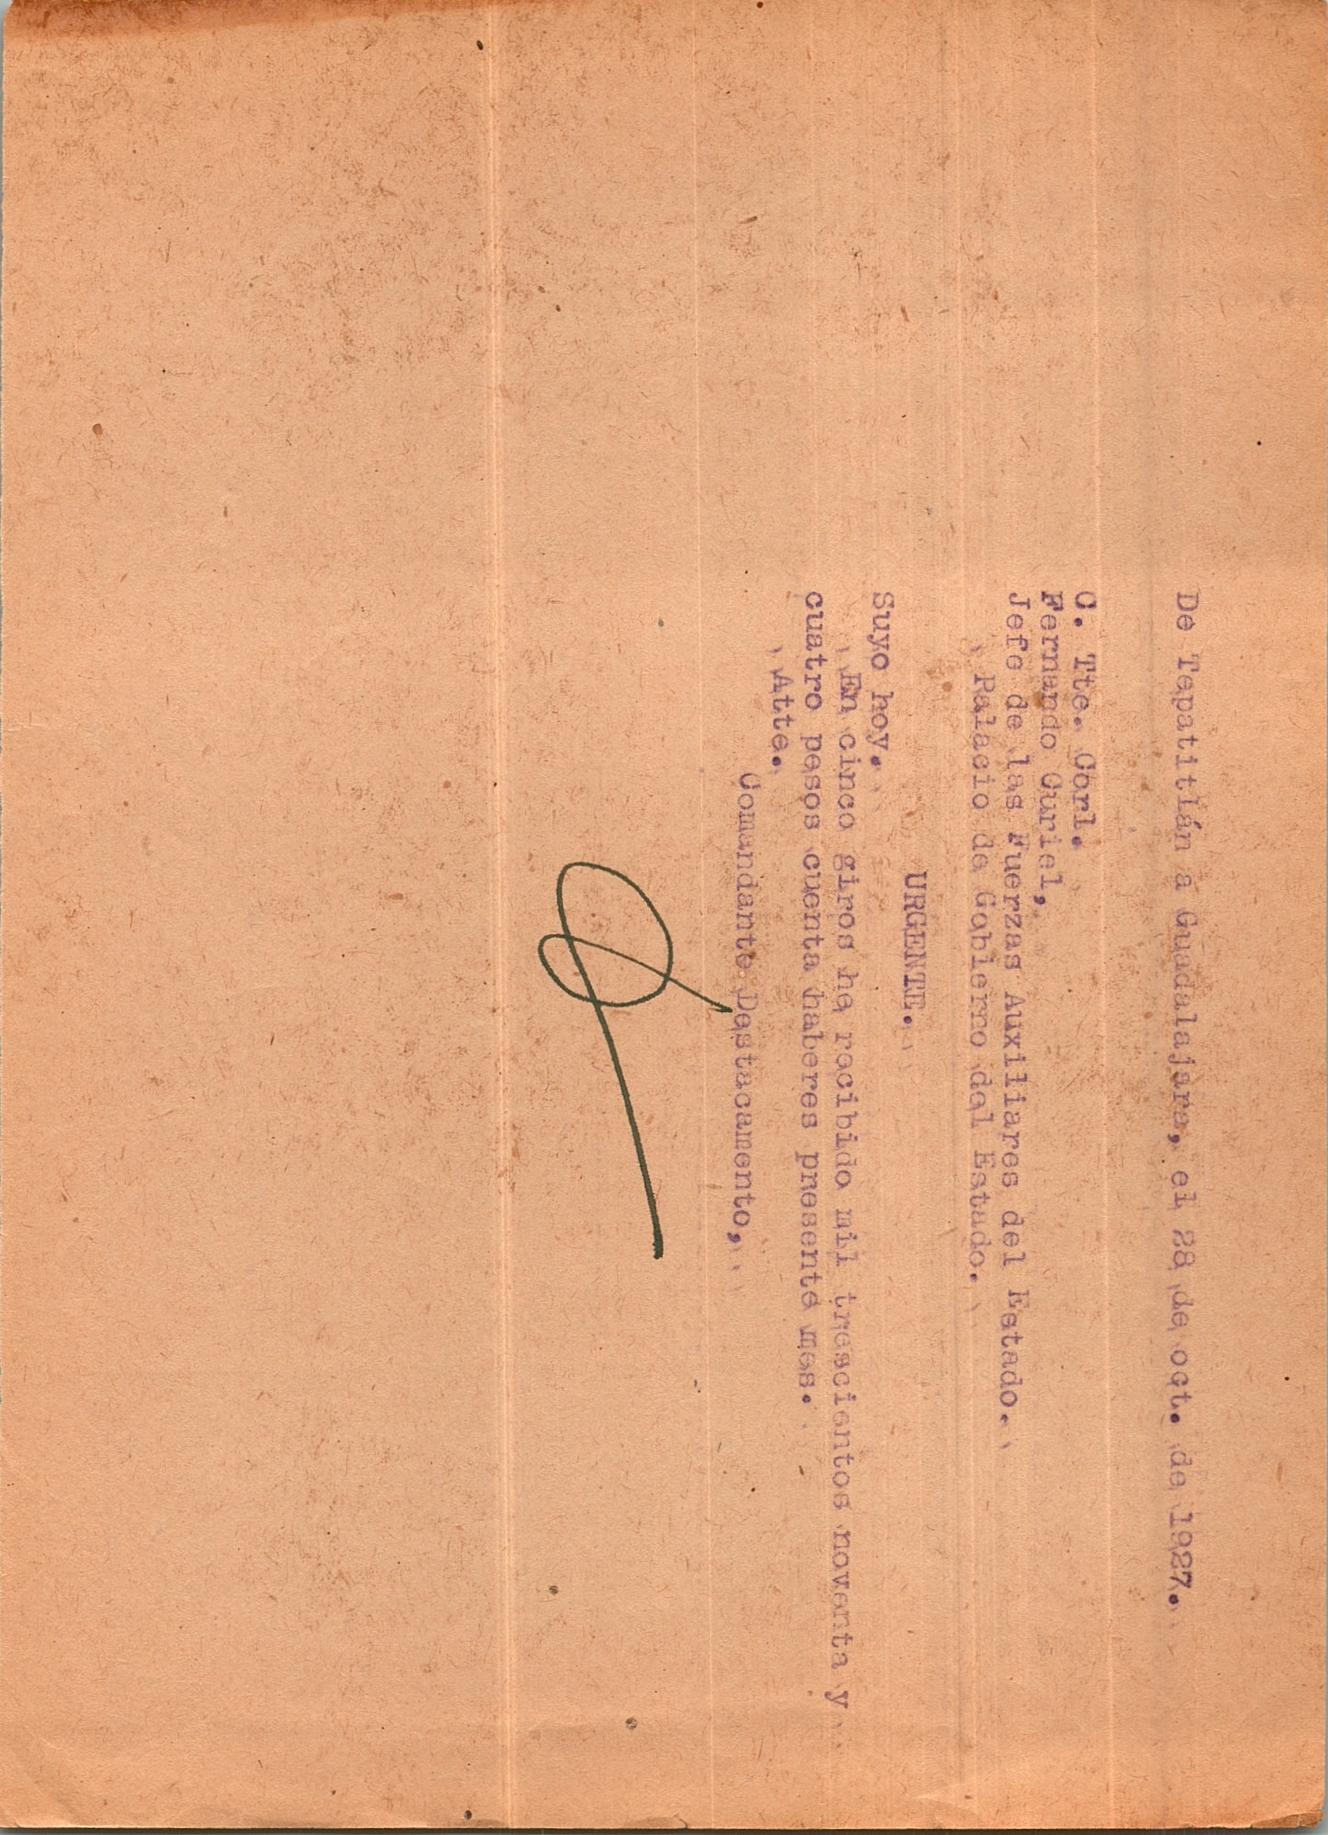 De Tepatitlán a Guadalajara, el 28 de oct. de 1927.
C. Tte. Corl.
Fernando Curiel,
Jefe de las Fuerzas Auxiliares del Estado.
Palacio de Gobierno del Estado.
URGENTE.
Suyo hoy.
En cinco giros he recibido mil trescientos noventa y
cuatro pesos cuenta haberes presente mes.
Atte.
Comandante Destacamento,